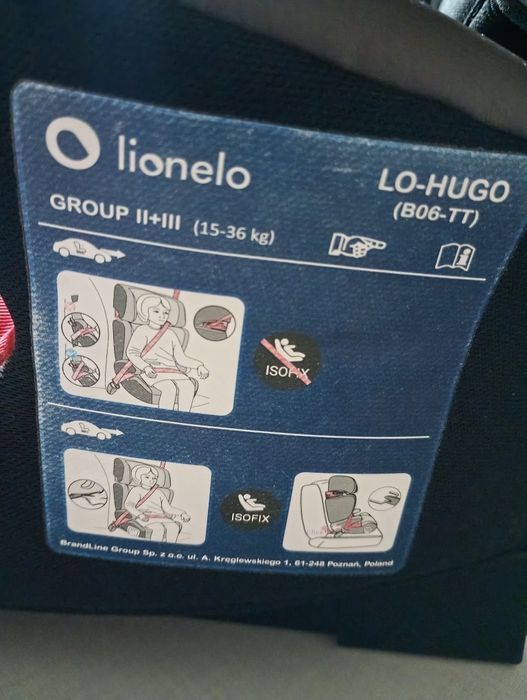 lionelo
LO-HUGO
(B06-TT)
GROUP II+III (15-36 kg)
ISOFIX
ISOFIX
BrandLine Group Sp. z o.o. ul. A. Kręglewskiego 1, 61-248 Poznań, Poland